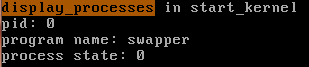 display_processes in start_kernel
pid: 0
program name: swapper
process state: 0